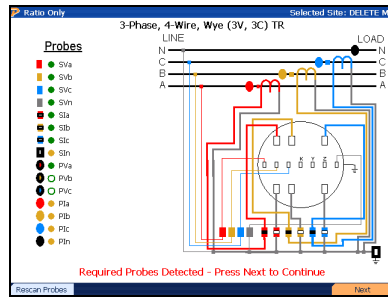 Ratio Only
Selected Site: DELETE M
3-Phase, 4-Wire, Wye (3V, 3C) TR
LINE
LOAD
Probes
N
N
C
C
B
B
A
A
SVa
SVb
SVc
SVn
SIa
SIb
SIc
SIn
PVa
PVb
PVc
PIa
PIb
PIc
PIn
K Y Z
Required Probes Detected - Press Next to Continue
Rescan Probes
Next